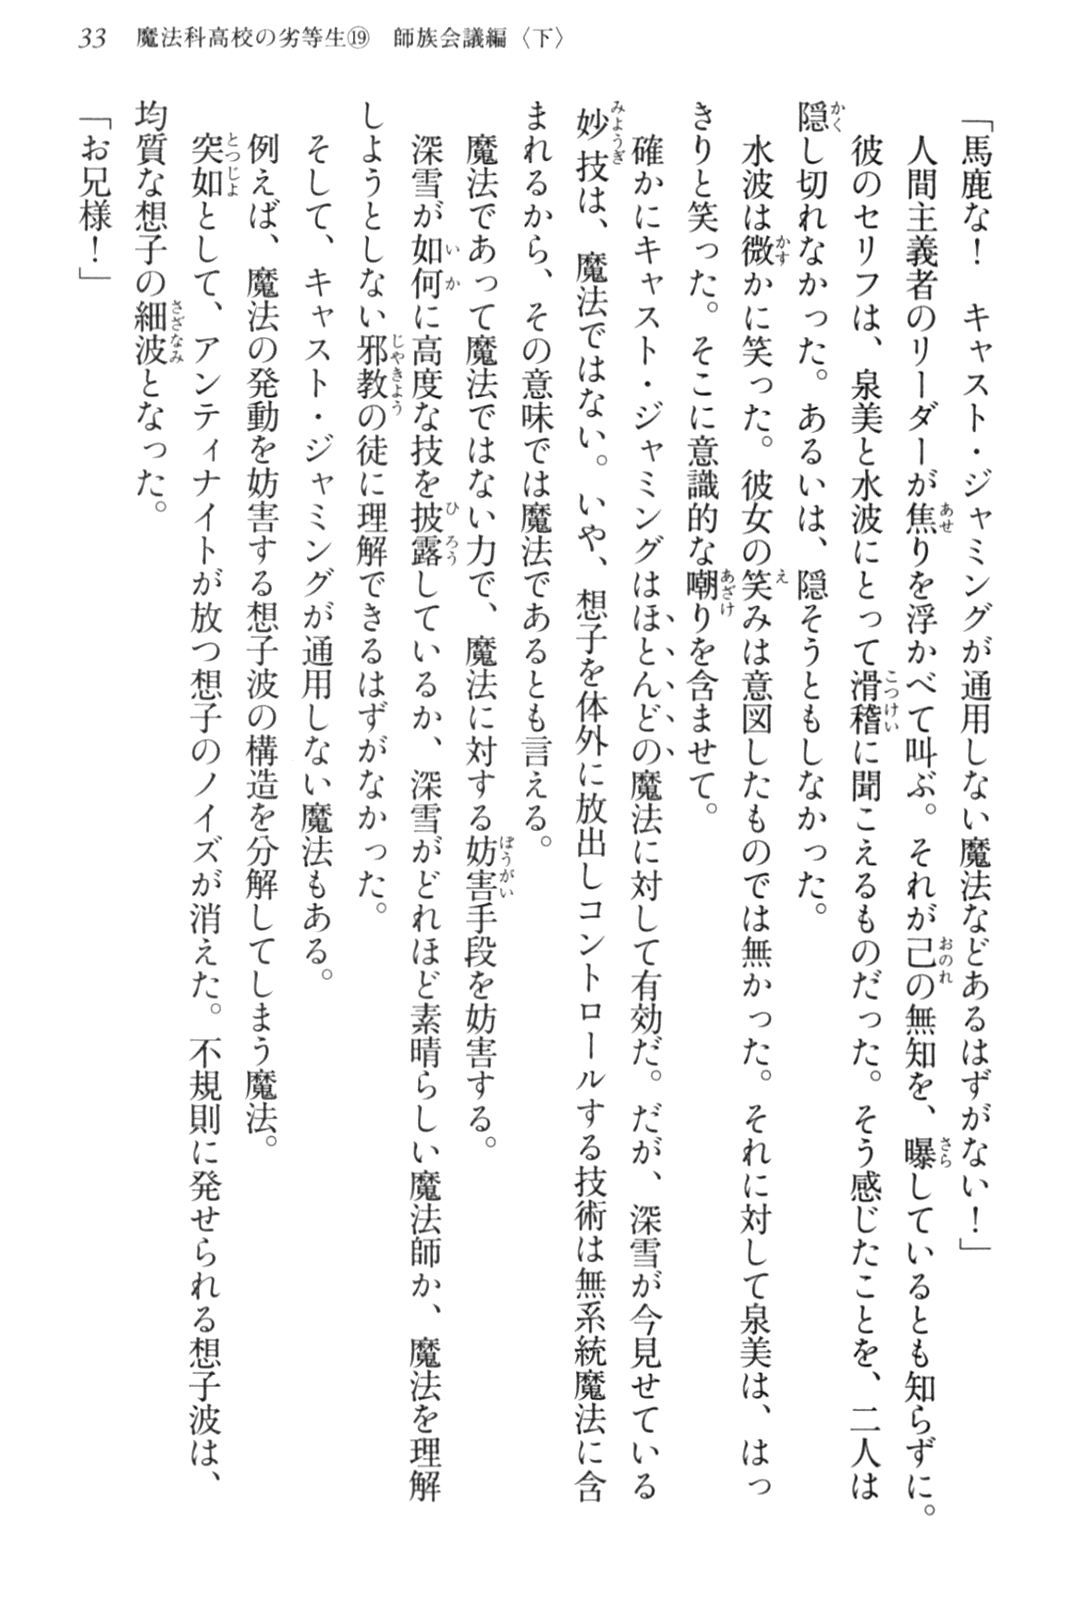 33 魔法科高校の劣等生⑲ 師族会議編〈下〉
「馬鹿な！ キャスト・ジャミングが通用しない魔法などあるはずがない！」
人間主義者のリーダーが焦りを浮かべて叫ぶ。それが己の無知を、曝しているとも知らずに。
彼のセリフは、泉美と水波にとって滑稽に聞こえるものだった。そう感じたことを、二人は
隠し切れなかった。あるいは、隠そうともしなかった。
水波は微かに笑った。彼女の笑みは意図したものでは無かった。それに対して泉美は、はっ
きりと笑った。そこに意識的な嘲りを含ませて。
確かにキャスト・ジャミングはほとんどの魔法に対して有効だ。だが、深雪が今見せている
妙技は、魔法ではない。いや、想子を体外に放出しコントロールする技術は無系統魔法に含
まれるから、その意味では魔法であるとも言える。
魔法であって魔法ではない力で、魔法に対する妨害手段を妨害する。
深雪が如何に高度な技を披露しているか、深雪がどれほど素晴らしい魔法師か、魔法を理解
しようとしない邪教の徒に理解できるはずがなかった。
そして、キャスト・ジャミングが通用しない魔法もある。
例えば、魔法の発動を妨害する想子波の構造を分解してしまう魔法。
突如として、アンティナイトが放つ想子のノイズが消えた。不規則に発せられる想子波は、
均質な想子の細波となった。
「お兄様！」